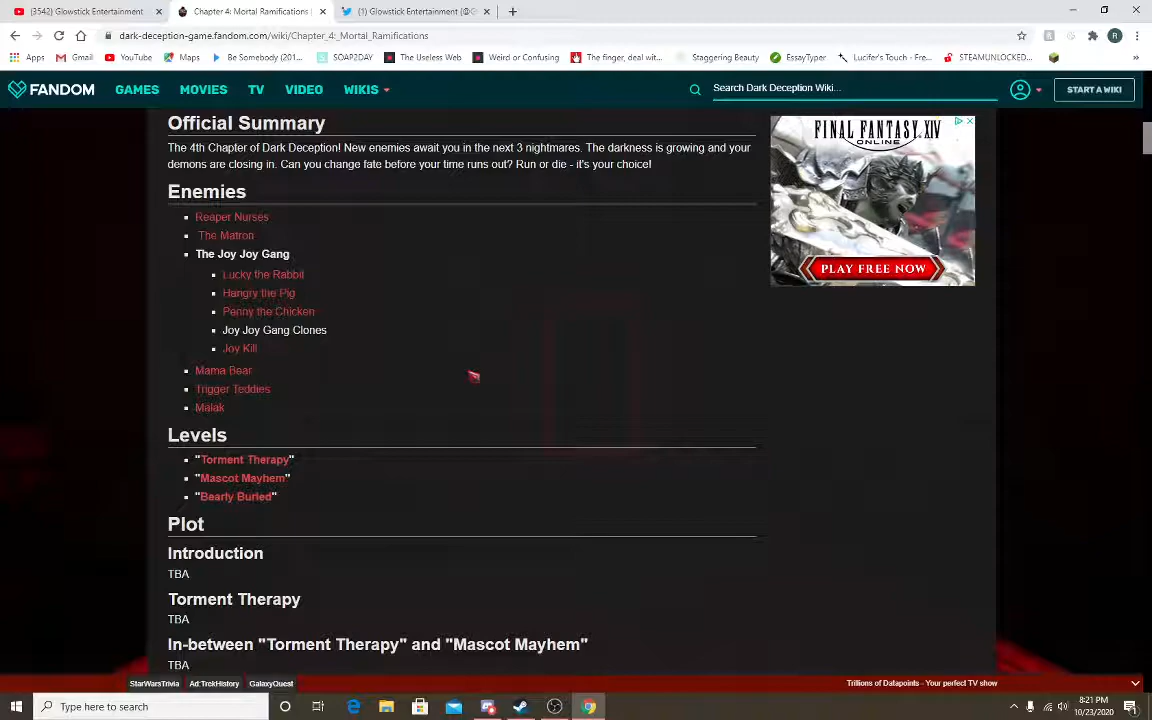 (3542) Glowstick Entertainment
Chapter 4: Mortal Ramifications |
(1) Glowstick Entertainment (@G
dark-deception-game.fandom.com/wiki/Chapter_4:_Mortal_Ramifications
Apps
Gmail
YouTube
Maps
Be Somebody (201...
SOAP2DAY
The Useless Web
Weird or Confusing
The finger, deal wit...
Staggering Beauty
EssayTyper
Lucifer's Touch - Fre...
STEAMUNLOCKED...
»
FANDOM
GAMES
MOVIES
TV
VIDEO
WIKIS
Search Dark Deception Wiki...
START A WIKI
Official Summary
The 4th Chapter of Dark Deception! New enemies await you in the next 3 nightmares. The darkness is growing and your
demons are closing in. Can you change fate before your time runs out? Run or die - it's your choice!
FINAL FANTASY XIV
ONLINE
PLAY FREE NOW
Enemies
Reaper Nurses
The Matron
The Joy Joy Gang
Lucky the Rabbit
Hangry the Pig
Penny the Chicken
Joy Joy Gang Clones
Joy Kill
Mama Bear
Trigger Teddies
Malak
Levels
"Torment Therapy"
"Mascot Mayhem"
"Bearly Buried"
Plot
Introduction
TBA
Torment Therapy
TBA
In-between "Torment Therapy" and "Mascot Mayhem"
TBA
StarWarsTrivia
Ad:TrekHistory
GalaxyQuest
Trillions of Datapoints - Your perfect TV show
Type here to search
8:21 PM
10/23/2020
1